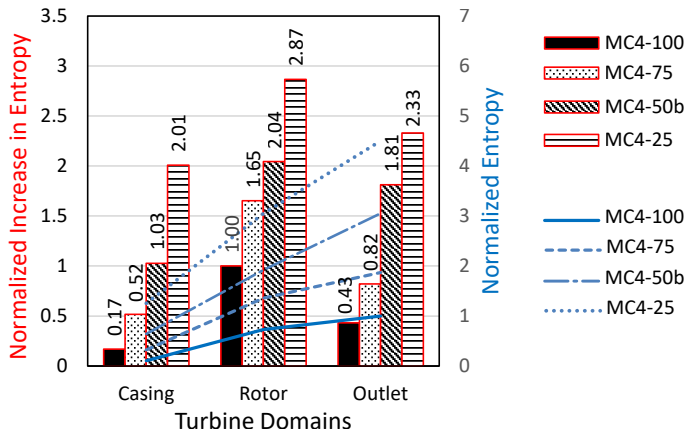 Normalized Increase in Entropy
3.5
3
2.5
2
1.5
1
0.5
0
0.17
0.52
1.03
2.01
1.00
1.65
2.04
2.87
0.43
0.82
1.81
2.33
Casing
Rotor
Outlet
Turbine Domains
7
6
5
4
3
2
1
0
Normalized Entropy
MC4-100
MC4-75
MC4-50b
MC4-25
MC4-100
MC4-75
MC4-50b
MC4-25